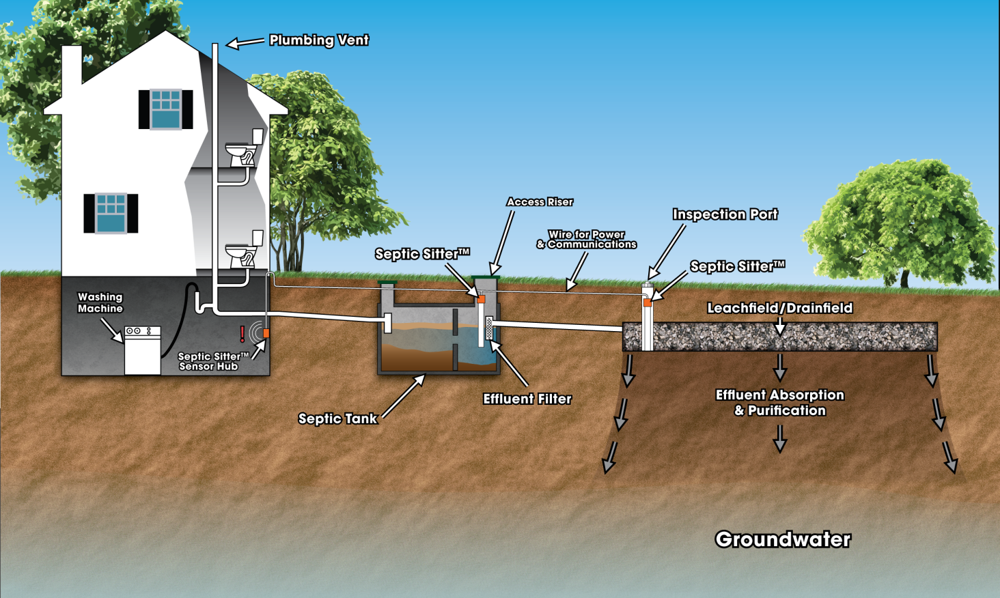 Plumbing Vent
Access Riser
Inspection Port
Wire for Power
& Communications
Septic Sitter™
Septic Sitter™
Washing
Machine
Leachfield/Drainfield
!
Septic Sitter™
Sensor Hub
Effluent Filter
Effluent Absorption
& Purification
Septic Tank
Groundwater